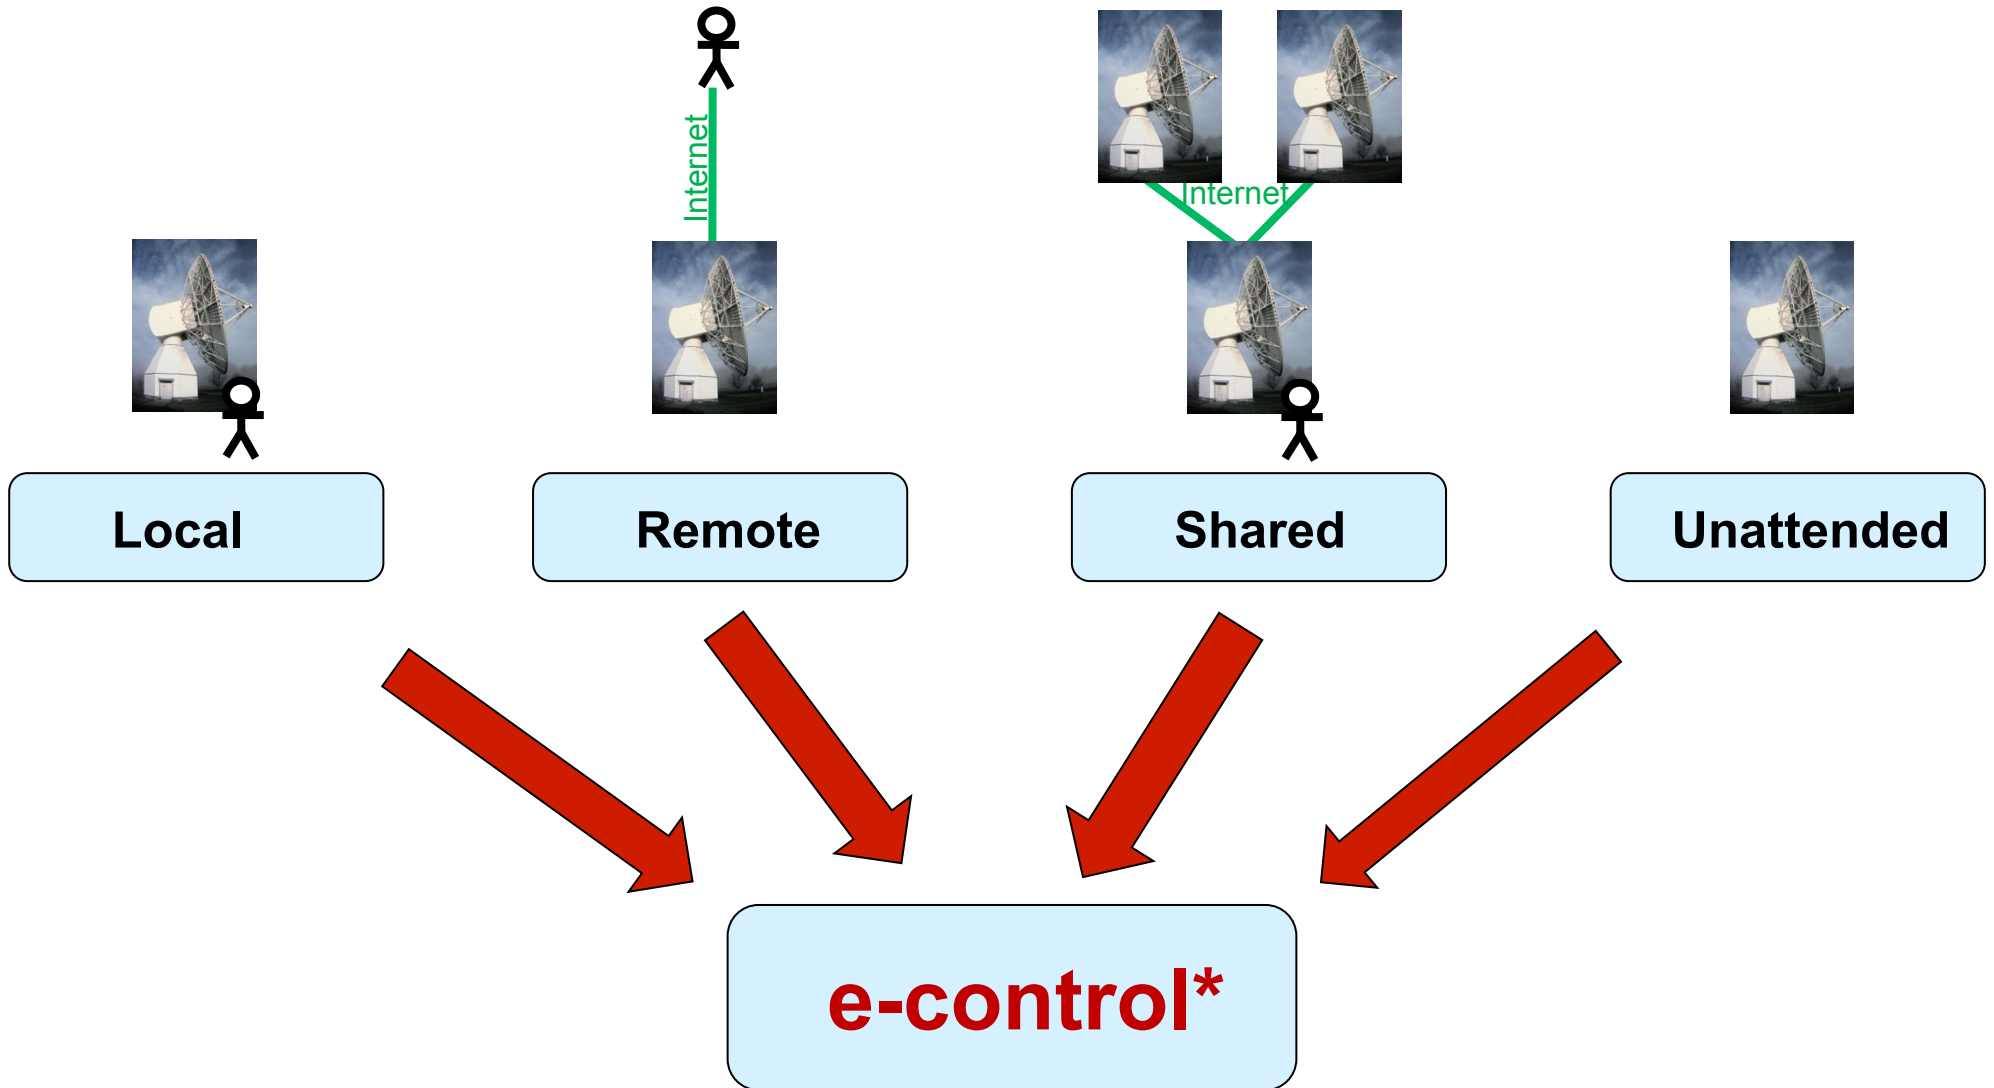 Internet
Internet
Local
Remote
Shared
Unattended
e-control*